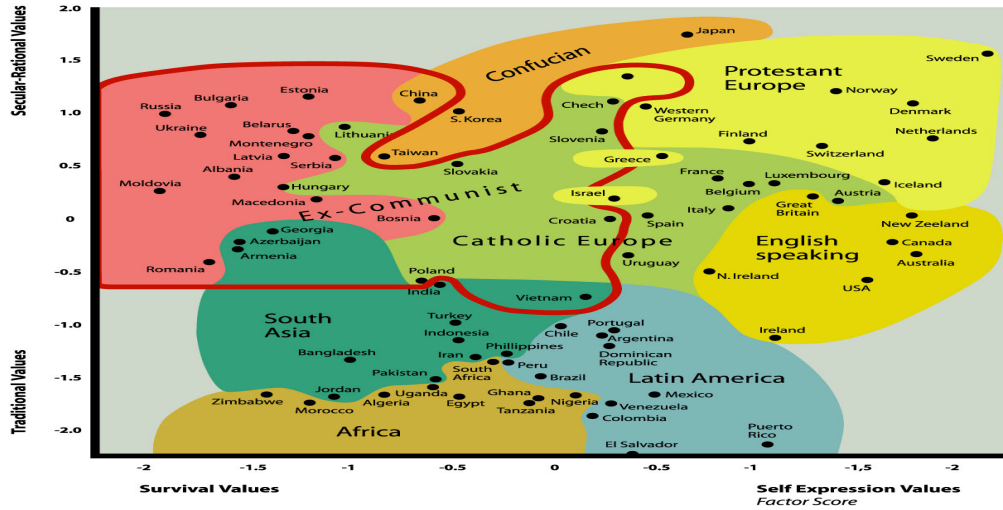 2.0
Japan
Secular-Rational Values
Confucian
Sweden
1.5
Protestant
Europe
Estonia
China
Norway
Bulgaria
Chech
Western
Germany
Denmark
1.0
Russia
S. Korea
Ukraine
Belarus
Lithuania
Slovenia
Finland
Netherlands
Montenegro
Taiwan
Switzerland
0.5
Latvia
Serbia
Slovakia
Greece
Albania
France
Luxembourg
Moldovia
Hungary
Israel
Belgium
Austria
Iceland
Macedonia
Ex-Communist
Great
Britain
0
Bosnia
Croatia
Spain
Italy
New Zeeland
Georgia
Catholic Europe
English
speaking
Canada
Azerbaijan
Armenia
Uruguay
Australia
-0.5
Romania
Poland
N. Ireland
India
USA
Vietnam
South
Asia
Turkey
Portugal
Ireland
-1.0
Indonesia
Chile
Argentina
Bangladesh
Iran
Phillippines
Dominican
Republic
South
Africa
Peru
Latin America
-1.5
Pakistan
Brazil
Traditional Values
Zimbabwe
Jordan
Uganda
Ghana
Mexico
Morocco
Algeria
Egypt
Tanzania
Nigeria
Venezuela
Colombia
-2.0
Africa
Puerto
Rico
El Salvador
-2
-1
-0.5
0
-0.5
-1
-1,5
-2
Survival Values
Self Expression Values
Factor Score